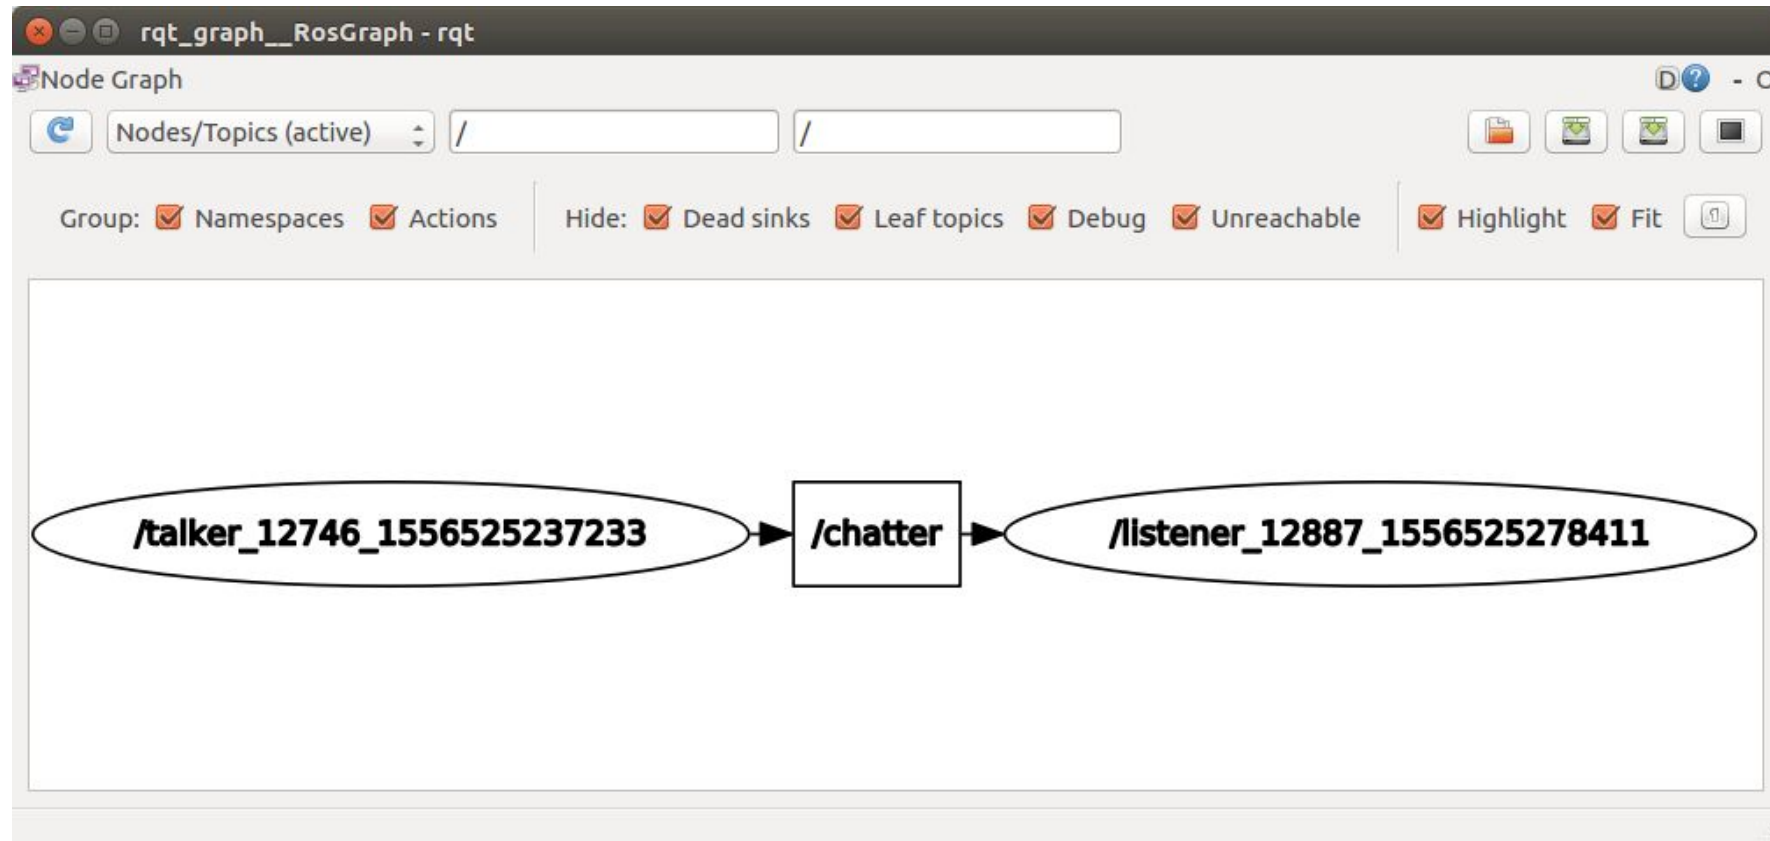 rqt_graph__RosGraph - rqt
Node Graph D ? - O
Nodes/Topics (active) / /
Group: Namespaces Actions Hide: Dead sinks Leaf topics Debug Unreachable Highlight Fit
/talker_12746_1556525237233 /chatter /listener_12887_1556525278411